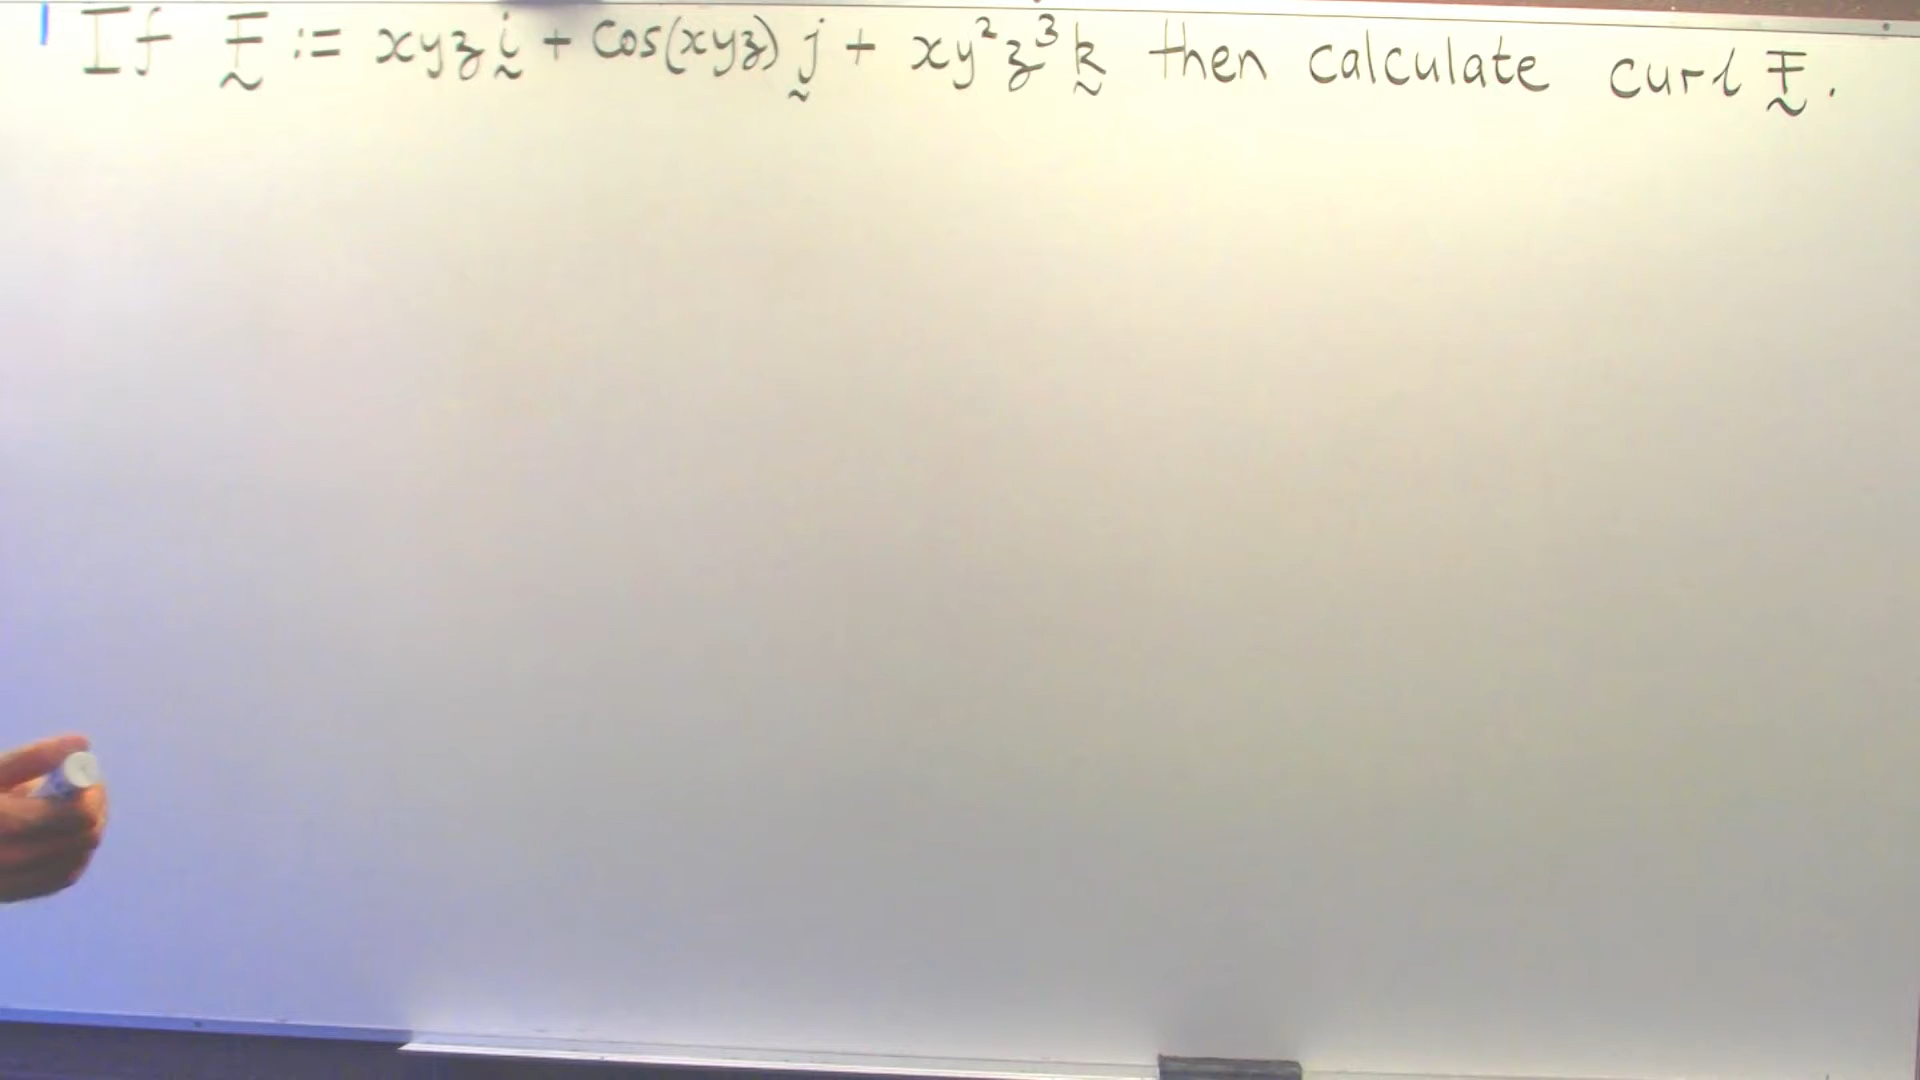 If F̰ := xyz ḭ + cos(xyz) j̰ + xy²z³ k̰ then calculate curl F̰.